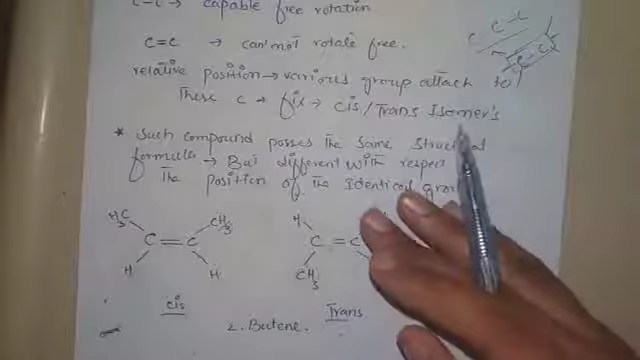 C-C → capable free rotation
C=C → can't not rotate free.
relative position → various group attach to
There C → fix → cis/Trans Isomer's
* Such compound posses the same structural
formula → But different with respect
The position of the Identical gro
H3C CH3
C=C
H H
H
C=C
CH3
cis
Trans
2. Butene.
C C-C
C C
C